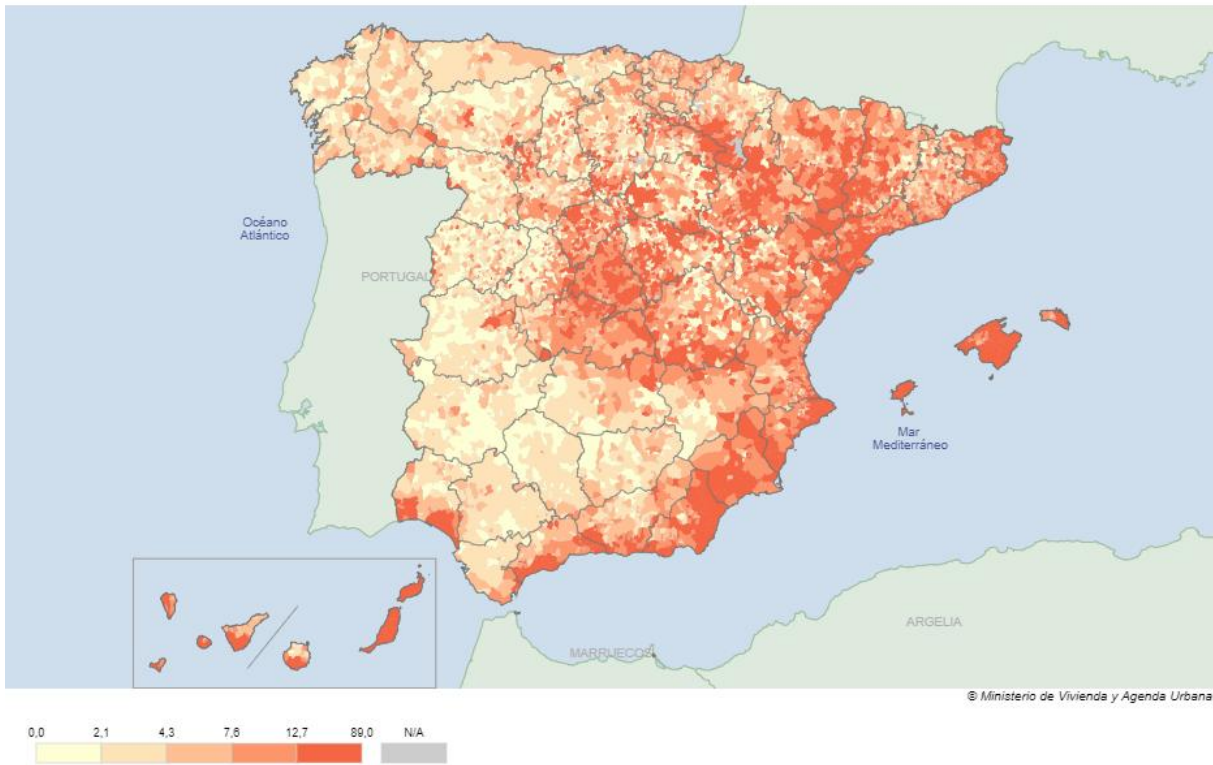 Océano
Atlántico
PORTUGAL
Mar
Mediterráneo
ARGELIA
MARRUECOS
© Ministerio de Vivienda y Agenda Urbana
0,0 2,1 4,3 7,6 12,7 89,0 N/A